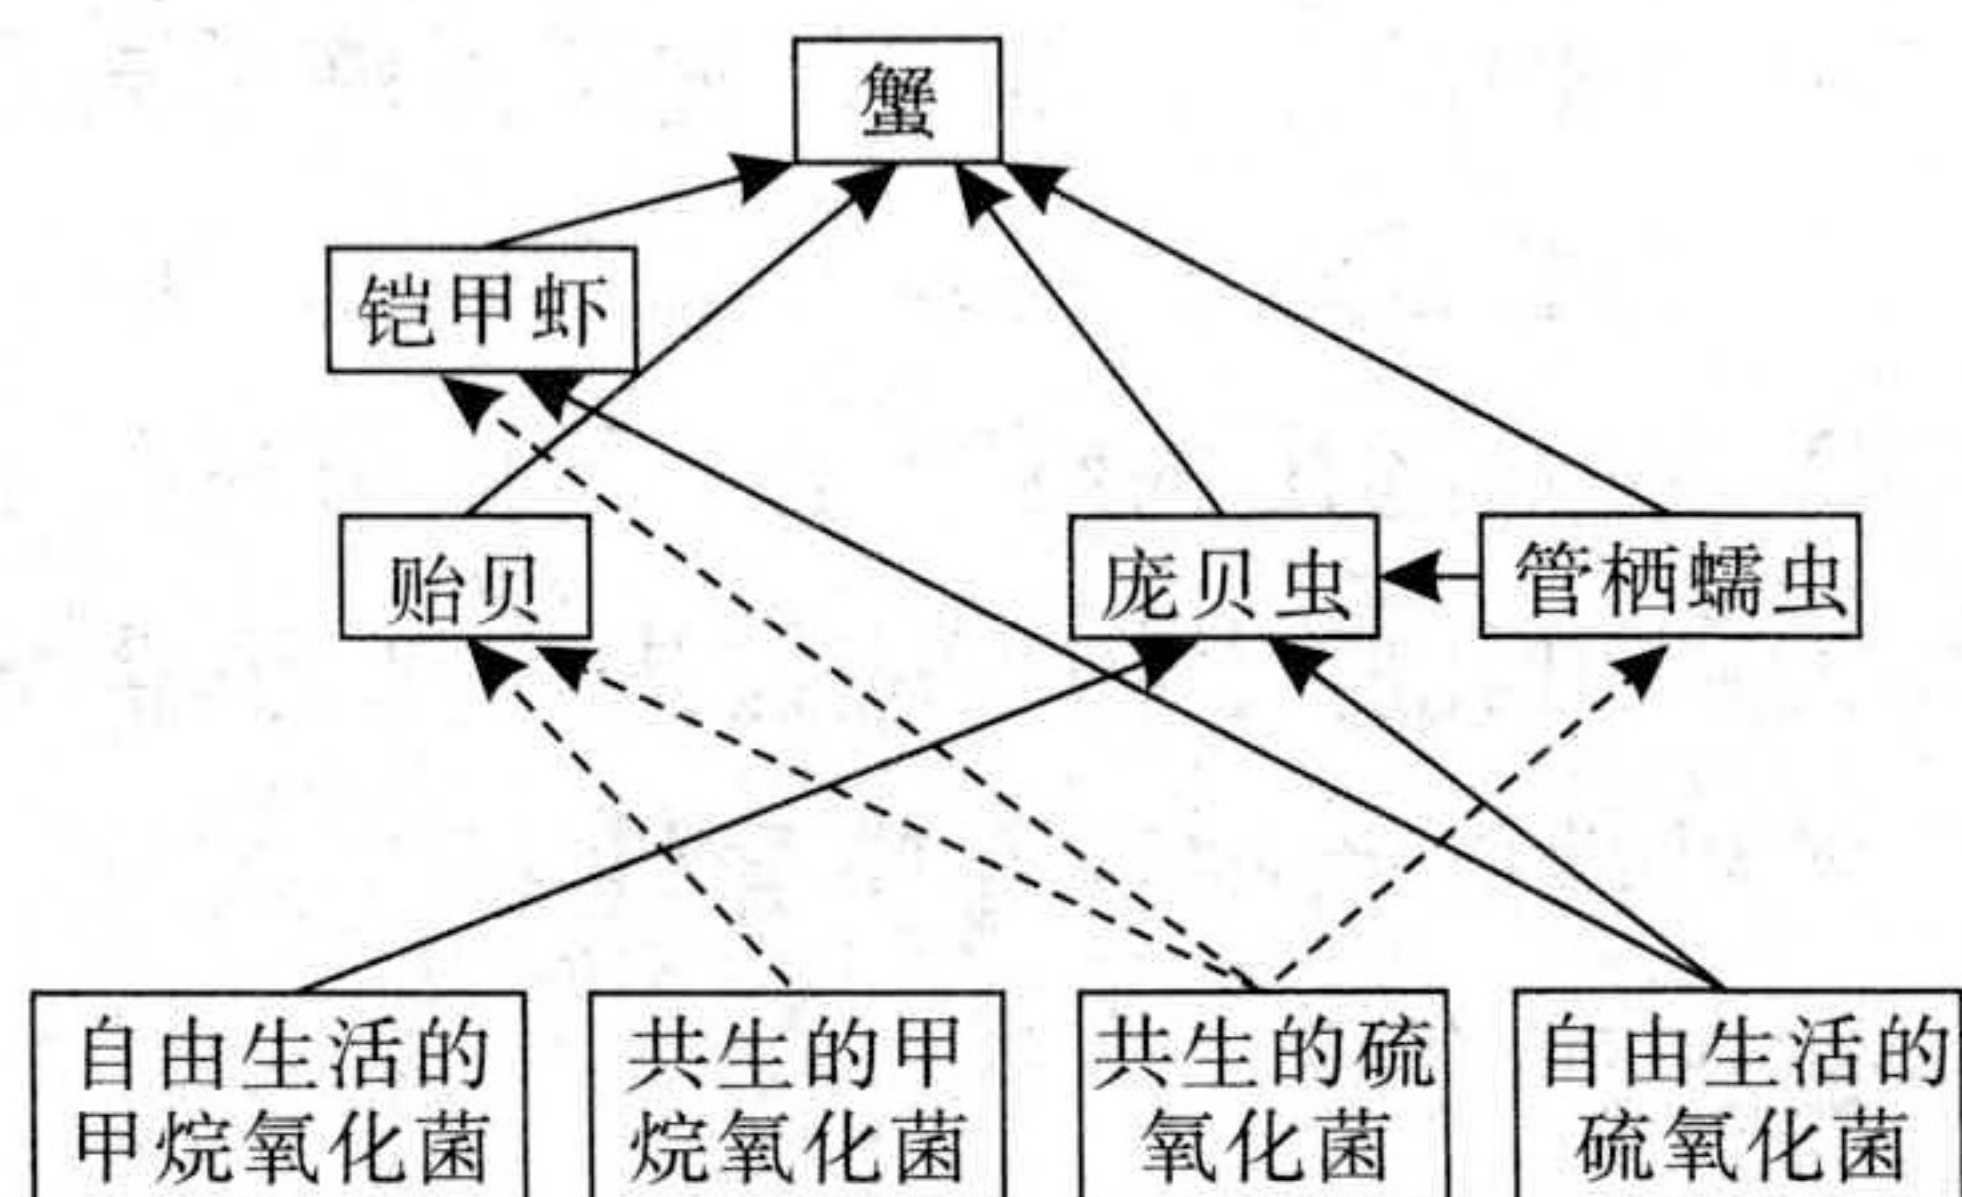 蟹
铠甲虾
贻贝
庞贝虫
管栖蠕虫
自由生活的
甲烷氧化菌
共生的甲
烷氧化菌
共生的硫
氧化菌
自由生活的
硫氧化菌